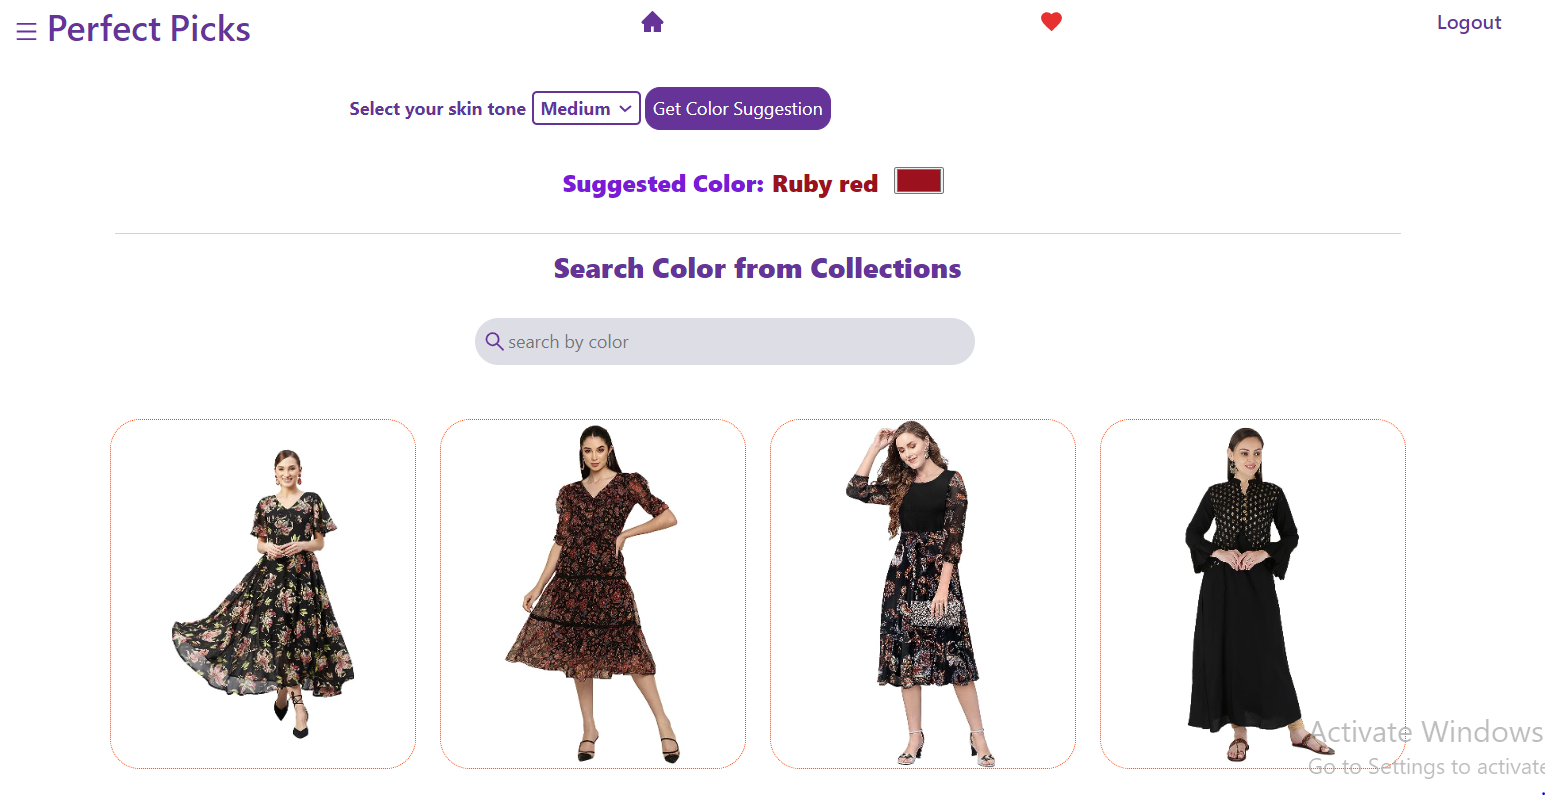 Perfect Picks
Logout
Select your skin tone Medium Get Color Suggestion
Suggested Color: Ruby red
Search Color from Collections
search by color
Activate Windows
Go to Settings to activate